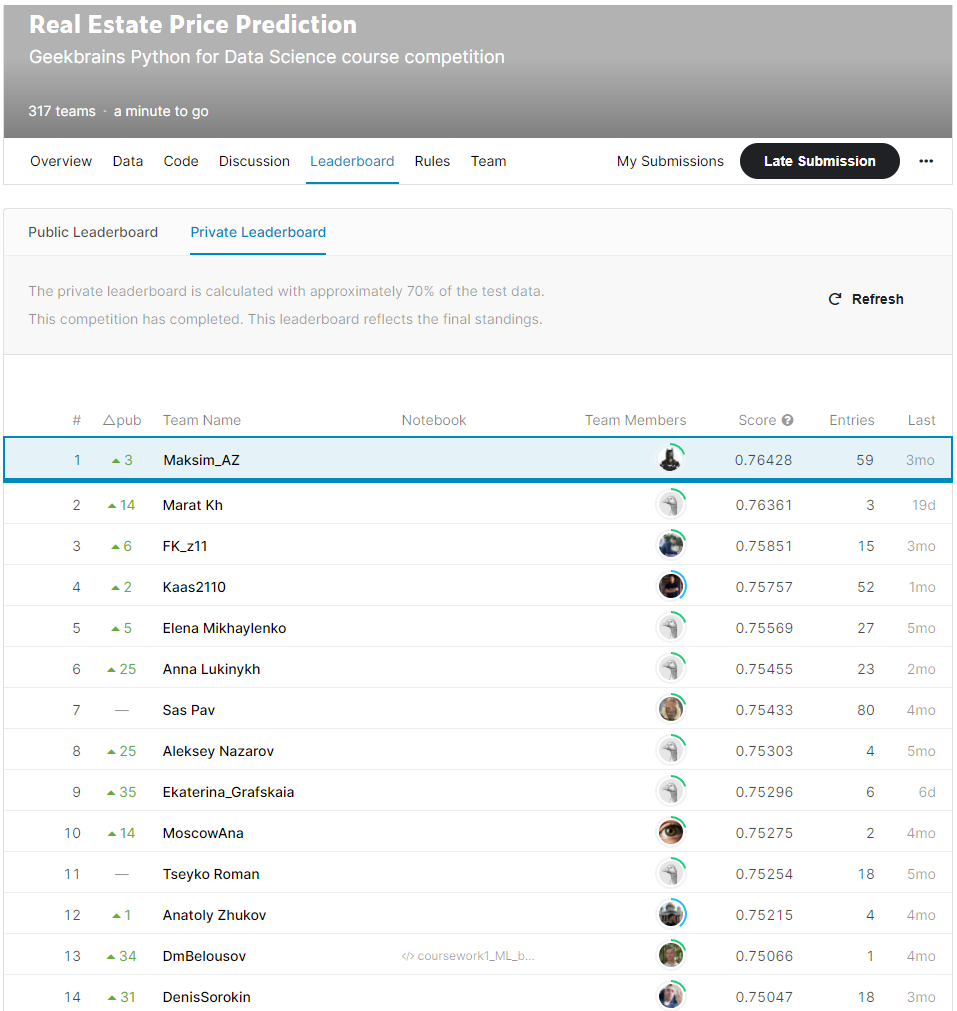 Real Estate Price Prediction
Geekbrains Python for Data Science course competition
317 teams · a minute to go
Overview Data Code Discussion Leaderboard Rules Team My Submissions Late Submission •••
Public Leaderboard Private Leaderboard
The private leaderboard is calculated with approximately 70% of the test data.
This competition has completed. This leaderboard reflects the final standings.
Refresh
# △pub Team Name Notebook Team Members Score ? Entries Last
1 ▲3 Maksim_AZ 0.76428 59 3mo
2 ▲14 Marat Kh 0.76361 3 19d
3 ▲6 FK_z11 0.75851 15 3mo
4 ▲2 Kaas2110 0.75757 52 1mo
5 ▲5 Elena Mikhaylenko 0.75569 27 5mo
6 ▲25 Anna Lukinykh 0.75455 23 2mo
7 — Sas Pav 0.75433 80 4mo
8 ▲25 Aleksey Nazarov 0.75303 4 5mo
9 ▲35 Ekaterina_Grafskaia 0.75296 6 6d
10 ▲14 MoscowAna 0.75275 2 4mo
11 — Tseyko Roman 0.75254 18 5mo
12 ▲1 Anatoly Zhukov 0.75215 4 4mo
13 ▲34 DmBelousov </> coursework1_ML_b... 0.75066 1 4mo
14 ▲31 DenisSorokin 0.75047 18 3mo